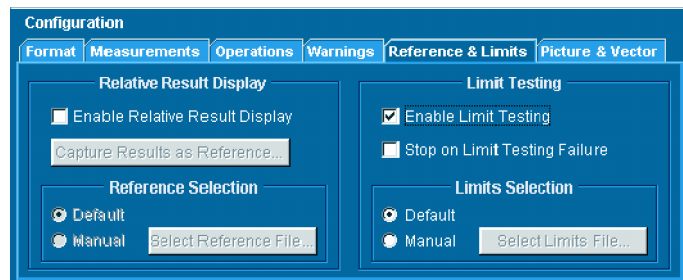 Configuration
Format Measurements Operations Warnings Reference & Limits Picture & Vector
Relative Result Display
Enable Relative Result Display
Capture Results as Reference...
Reference Selection
Default
Manual Select Reference File...
Limit Testing
Enable Limit Testing
Stop on Limit Testing Failure
Limits Selection
Default
Manual Select Limits File...